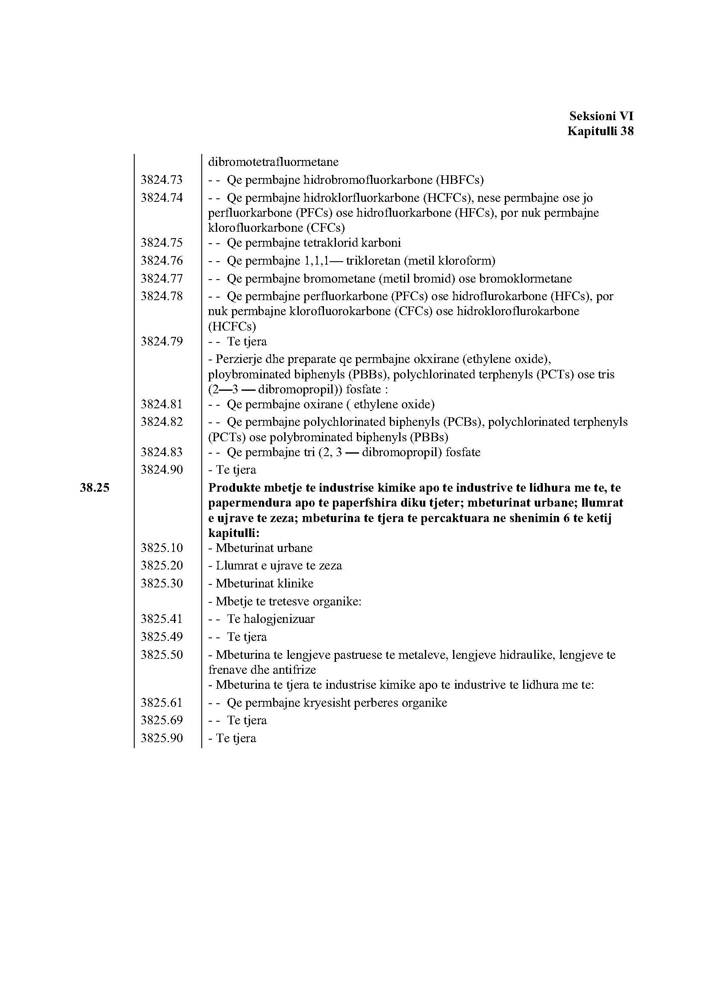 Seksioni VI
Kapitulli 38
dibromotetrafluormetane
3824.73 - - Qe permbajne hidrobromofluorkarbone (HBFCs)
3824.74 - - Qe permbajne hidroklorfluorkarbone (HCFCs), nese permbajne ose jo
perfluorkarbone (PFCs) ose hidrofluorkarbone (HFCs), por nuk permbajne
klorofluorkarbone (CFCs)
3824.75 - - Qe permbajne tetraklorid karboni
3824.76 - - Qe permbajne 1,1,1— trikloretan (metil kloroform)
3824.77 - - Qe permbajne bromometane (metil bromid) ose bromoklormetane
3824.78 - - Qe permbajne perfluorkarbone (PFCs) ose hidroflurokarbone (HFCs), por
nuk permbajne klorofluorokarbone (CFCs) ose hidrokloroflurokarbone
(HCFCs)
3824.79 - - Te tjera
- Perzierje dhe preparate qe permbajne okxirane (ethylene oxide),
ploybrominated biphenyls (PBBs), polychlorinated terphenyls (PCTs) ose tris
(2—3 — dibromopropil)) fosfate :
3824.81 - - Qe permbajne oxirane ( ethylene oxide)
3824.82 - - Qe permbajne polychlorinated biphenyls (PCBs), polychlorinated terphenyls
(PCTs) ose polybrominated biphenyls (PBBs)
3824.83 - - Qe permbajne tri (2, 3 — dibromopropil) fosfate
3824.90 - Te tjera
38.25 Produkte mbetje te industrise kimike apo te industrive te lidhura me te, te
papermendura apo te paperfshira diku tjeter; mbeturinat urbane; llumrat
e ujrave te zeza; mbeturina te tjera te percaktuara ne shenimin 6 te ketij
kapitulli:
3825.10 - Mbeturinat urbane
3825.20 - Llumrat e ujrave te zeza
3825.30 - Mbeturinat klinike
- Mbetje te tretesve organike:
3825.41 - - Te halogjenizuar
3825.49 - - Te tjera
3825.50 - Mbeturina te lengjeve pastruese te metaleve, lengjeve hidraulike, lengjeve te
frenave dhe antifrize
- Mbeturina te tjera te industrise kimike apo te industrive te lidhura me te:
3825.61 - - Qe permbajne kryesisht perberes organike
3825.69 - - Te tjera
3825.90 - Te tjera